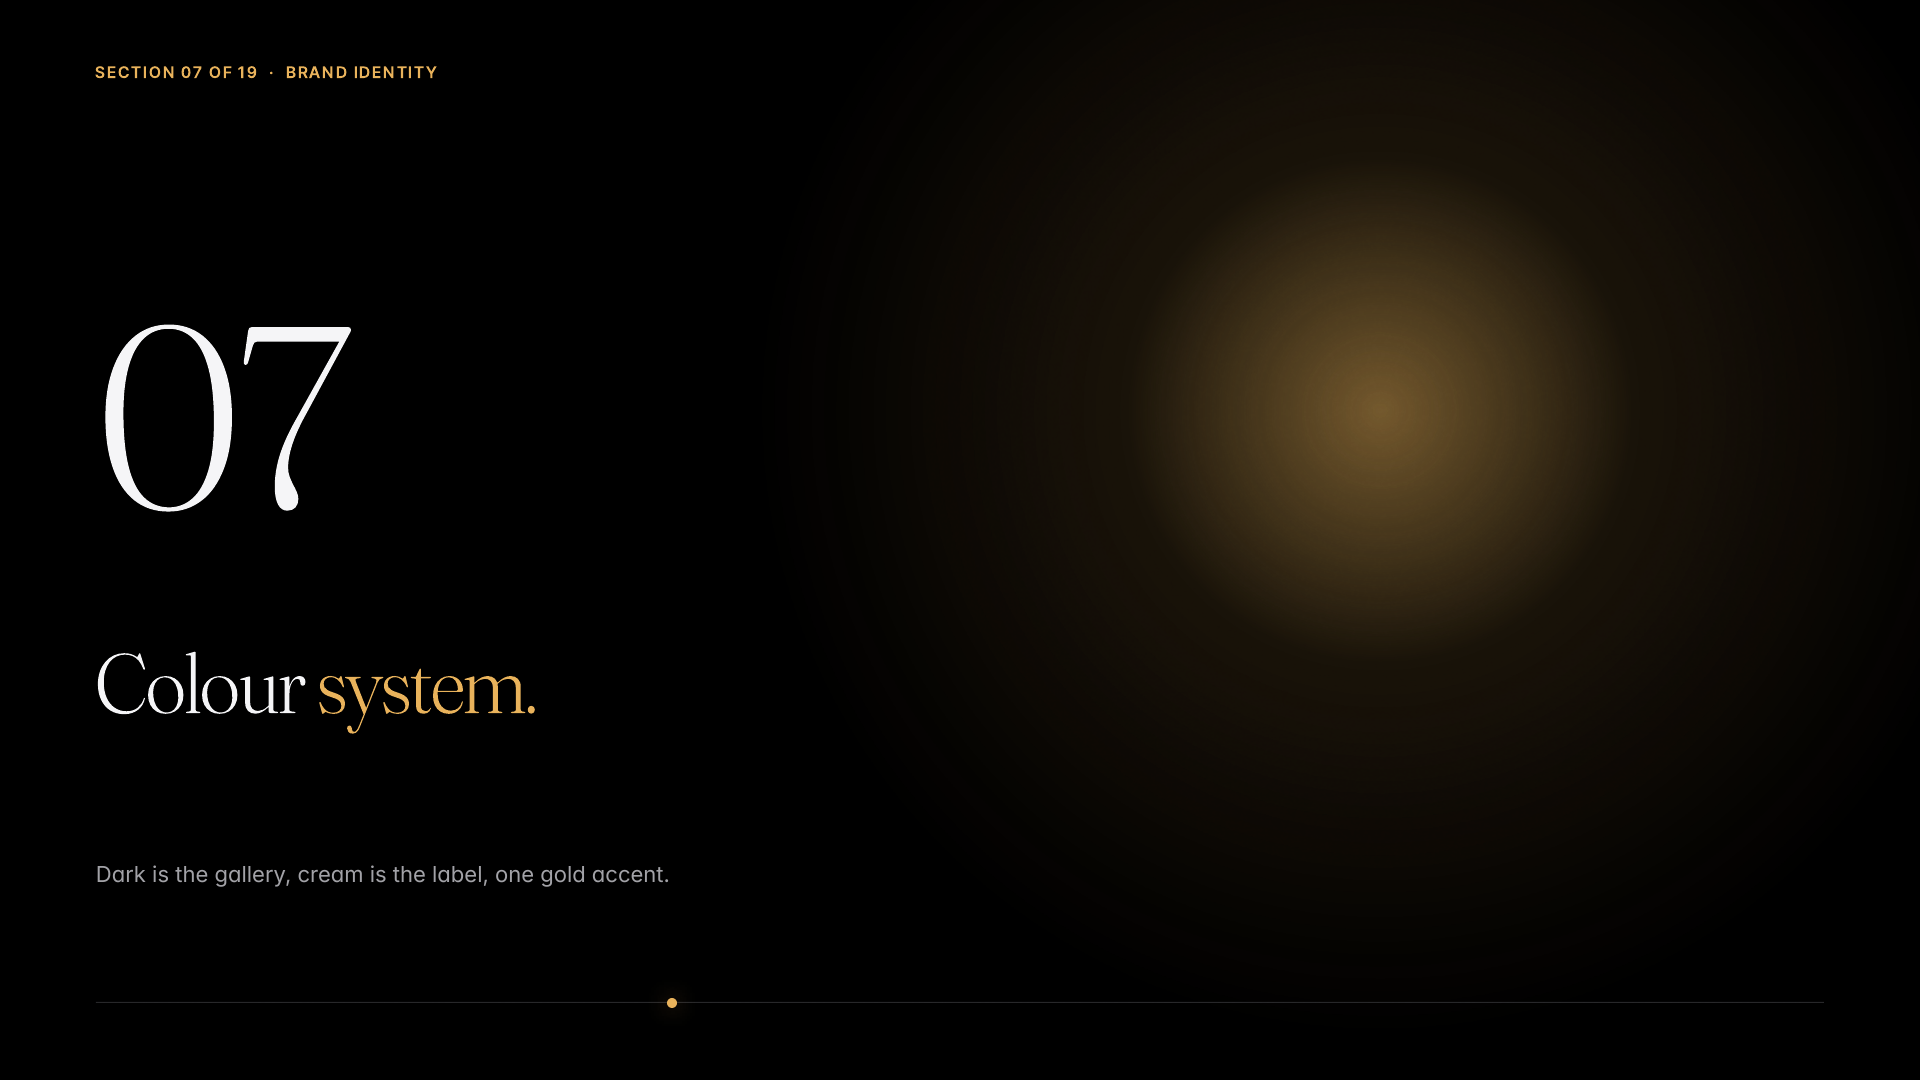 SECTION 07 OF 19 · BRAND IDENTITY
07
Colour system.
Dark is the gallery, cream is the label, one gold accent.